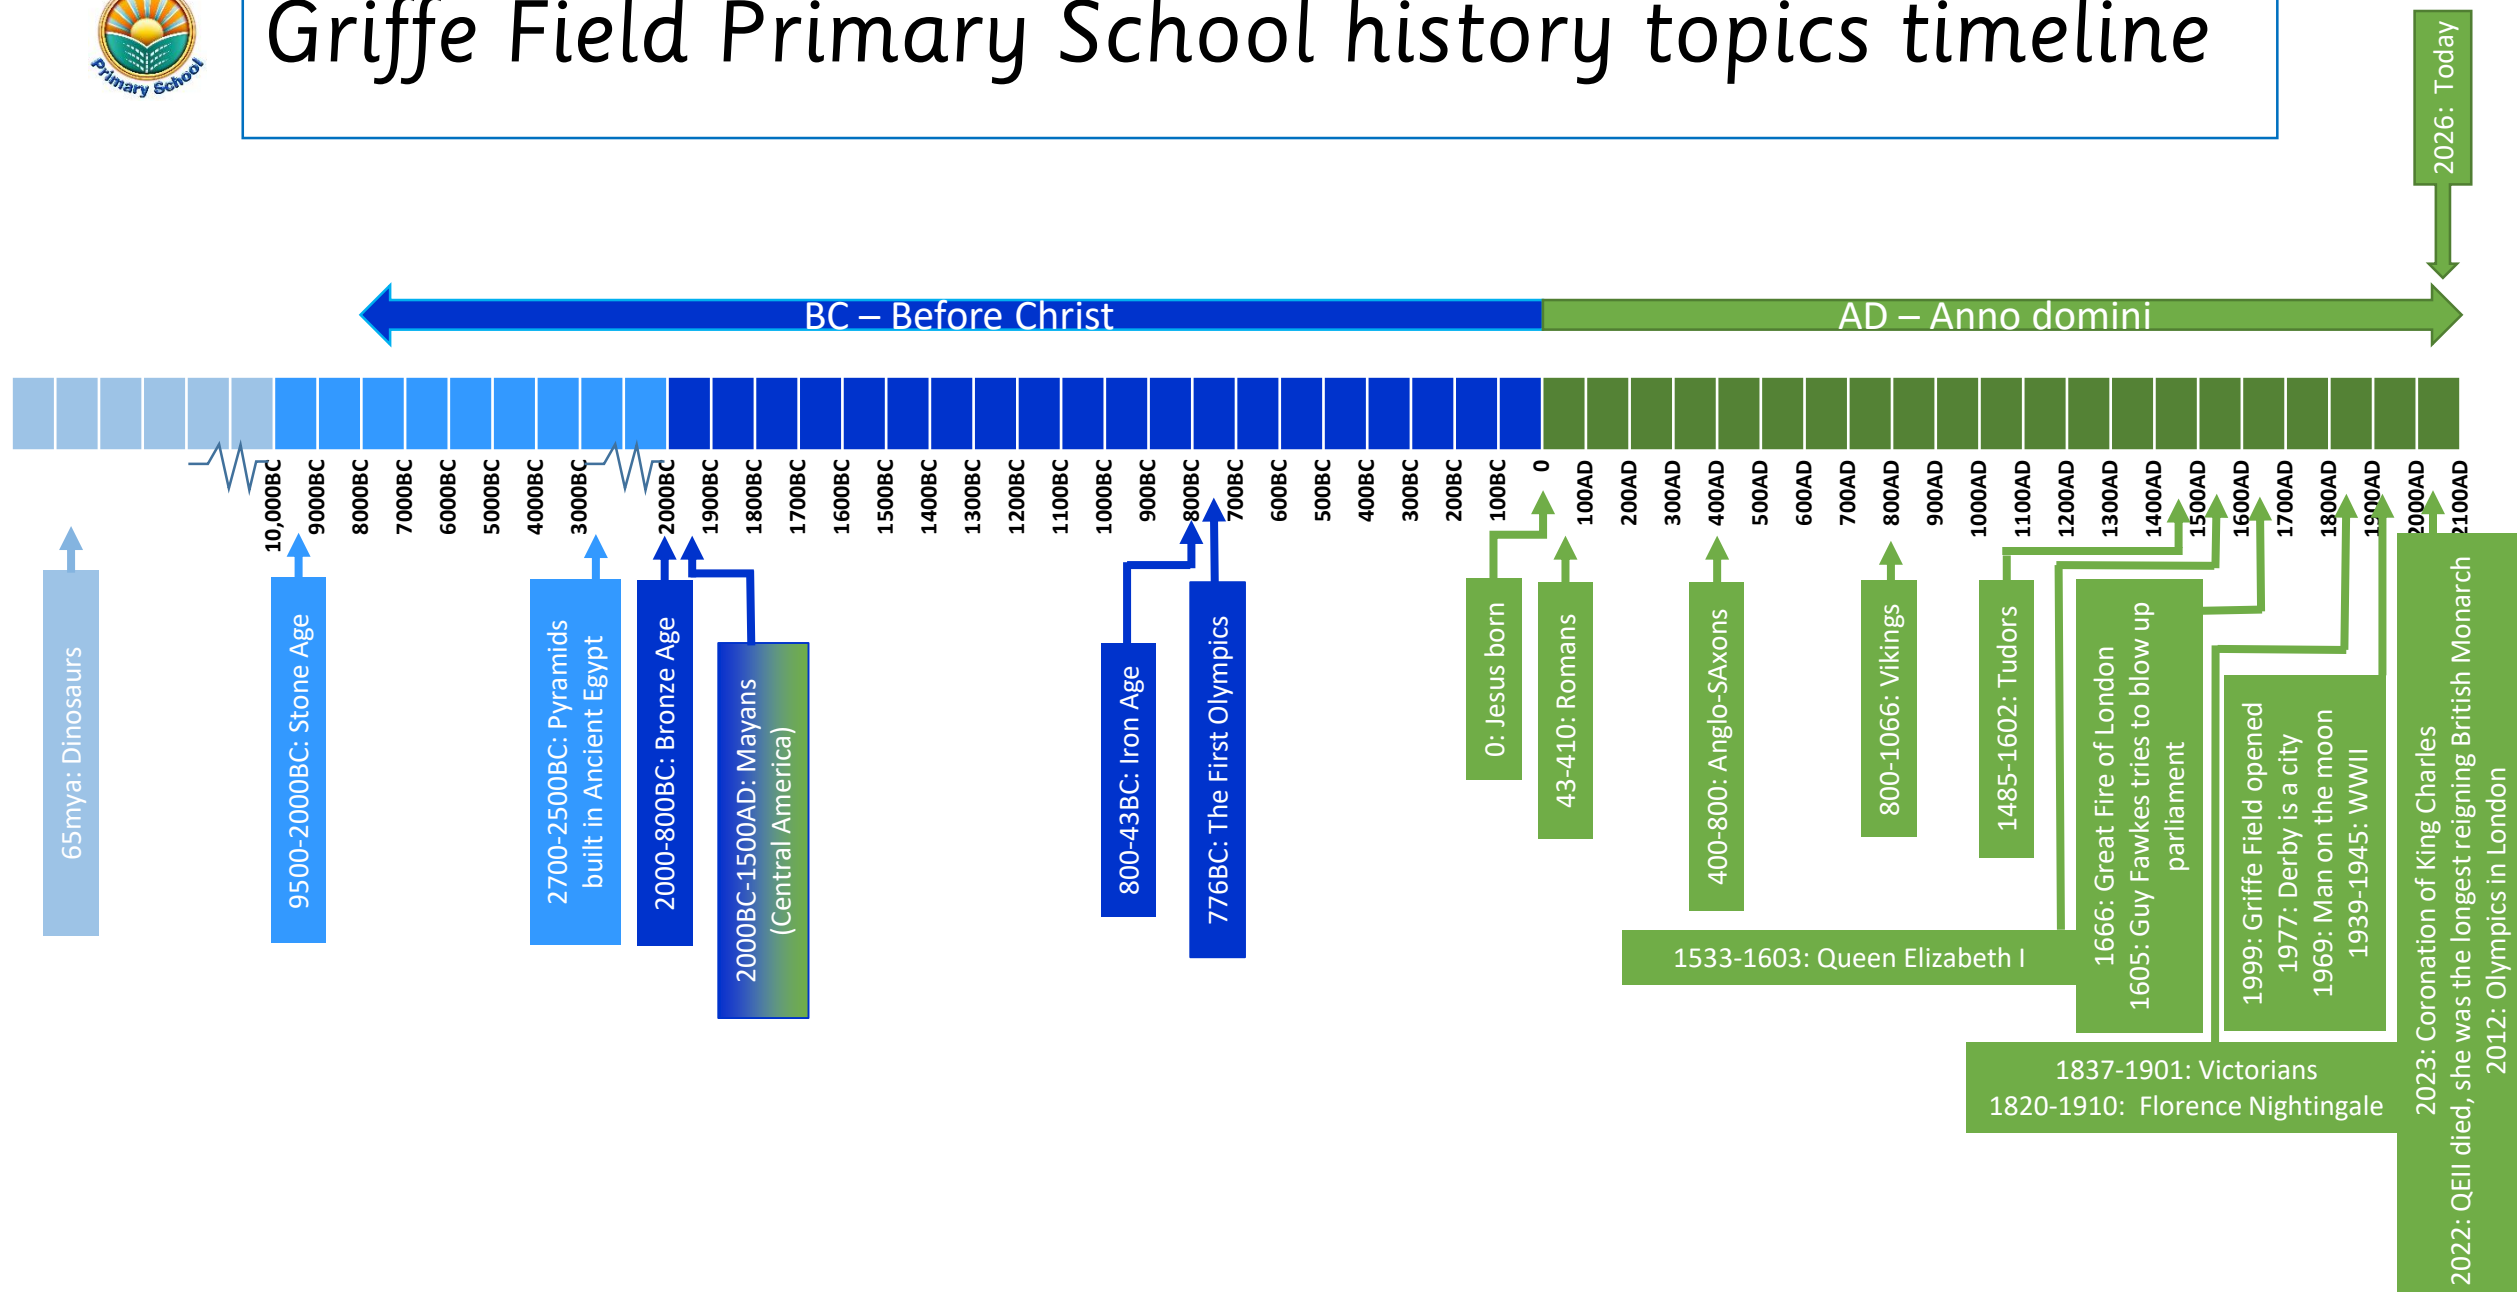 Griffe Field Primary School history topics timeline
Primary School
2026: Today
BC – Before Christ
AD – Anno domini
10,000BC
9000BC
8000BC
7000BC
6000BC
5000BC
4000BC
3000BC
2000BC
1900BC
1800BC
1700BC
1600BC
1500BC
1400BC
1300BC
1200BC
1100BC
1000BC
900BC
800BC
700BC
600BC
500BC
400BC
300BC
200BC
100BC
0
100AD
200AD
300AD
400AD
500AD
600AD
700AD
800AD
900AD
1000AD
1100AD
1200AD
1300AD
1400AD
1500AD
1600AD
1700AD
1800AD
1900AD
2000AD
2100AD
65mya: Dinosaurs
9500-2000BC: Stone Age
2700-2500BC: Pyramids
built in Ancient Egypt
2000-800BC: Bronze Age
2000BC-1500AD: Mayans
(Central America)
800-43BC: Iron Age
776BC: The First Olympics
0: Jesus born
43-410: Romans
400-800: Anglo-SAxons
800-1066: Vikings
1485-1602: Tudors
1533-1603: Queen Elizabeth I
1666: Great Fire of London
1605: Guy Fawkes tries to blow up
parliament
1837-1901: Victorians
1820-1910: Florence Nightingale
1999: Griffe Field opened
1977: Derby is a city
1969: Man on the moon
1939-1945: WWII
2023: Coronation of King Charles
2022: QEII died, she was the longest reigning British Monarch
2012: Olympics in London